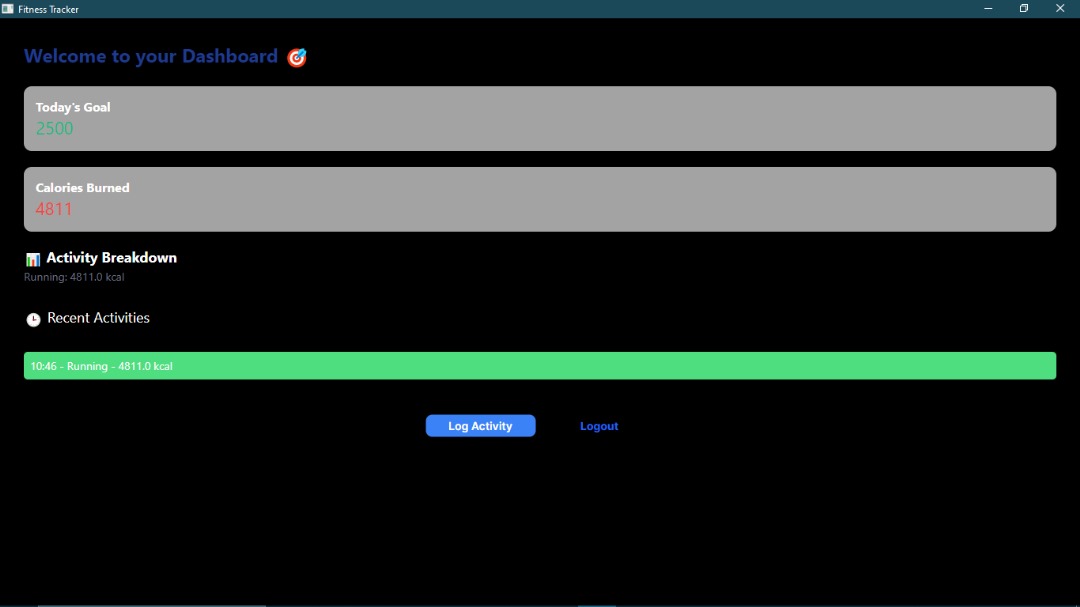 Fitness Tracker
Welcome to your Dashboard 🎯
Today's Goal
2500
Calories Burned
4811
📊 Activity Breakdown
Running: 4811.0 kcal
🕒 Recent Activities
10:46 - Running - 4811.0 kcal
Log Activity
Logout